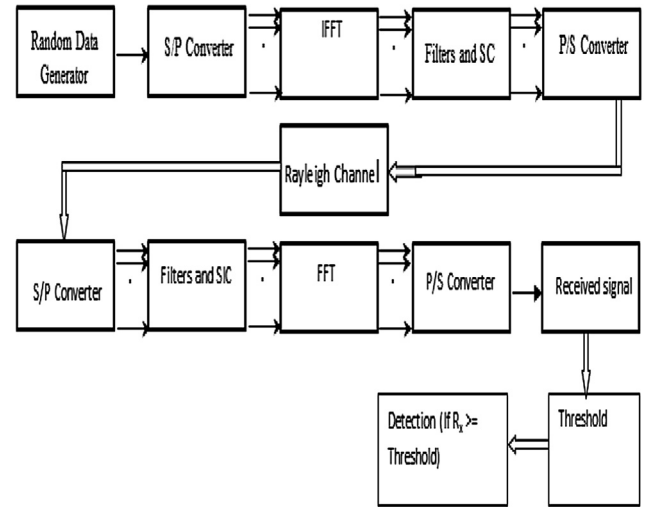 Random Data
Generator
S/P Converter
IFFT
Filters and SC
P/S Converter
Rayleigh Channel
S/P Converter
Filters and SIC
FFT
P/S Converter
Received signal
Detection (If Rx >=
Threshold)
Threshold